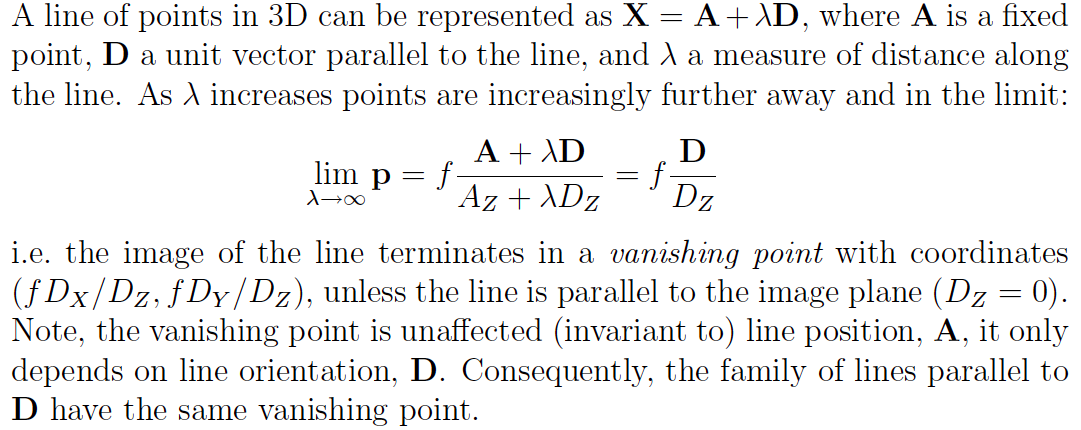 A line of points in 3D can be represented as X = A+λD, where A is a fixed
point, D a unit vector parallel to the line, and λ a measure of distance along
the line. As λ increases points are increasingly further away and in the limit:
lim_{λ→∞} p = f \frac{A + λD}{A_Z + λD_Z} = f \frac{D}{D_Z}
i.e. the image of the line terminates in a vanishing point with coordinates
(fD_X/D_Z, fD_Y/D_Z), unless the line is parallel to the image plane (D_Z = 0).
Note, the vanishing point is unaffected (invariant to) line position, A, it only
depends on line orientation, D. Consequently, the family of lines parallel to
D have the same vanishing point.